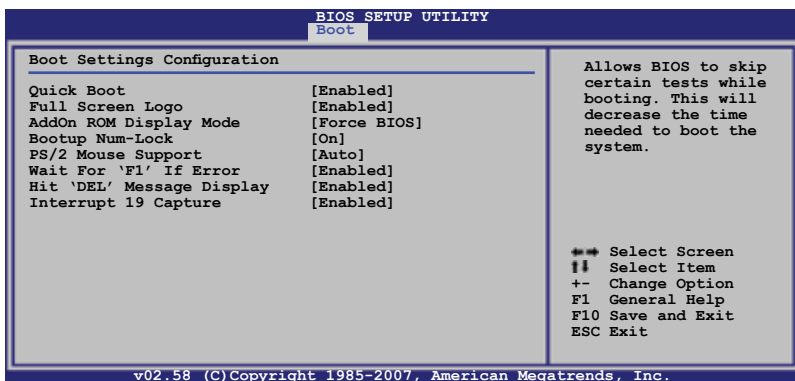 BIOS SETUP UTILITY
Boot
Boot Settings Configuration
Quick Boot [Enabled]
Full Screen Logo [Enabled]
AddOn ROM Display Mode [Force BIOS]
Bootup Num-Lock [On]
PS/2 Mouse Support [Auto]
Wait For ‘F1’ If Error [Enabled]
Hit ‘DEL’ Message Display [Enabled]
Interrupt 19 Capture [Enabled]
Allows BIOS to skip
certain tests while
booting. This will
decrease the time
needed to boot the
system.
←→ Select Screen
↑↓ Select Item
+- Change Option
F1 General Help
F10 Save and Exit
ESC Exit
v02.58 (C)Copyright 1985-2007, American Megatrends, Inc.